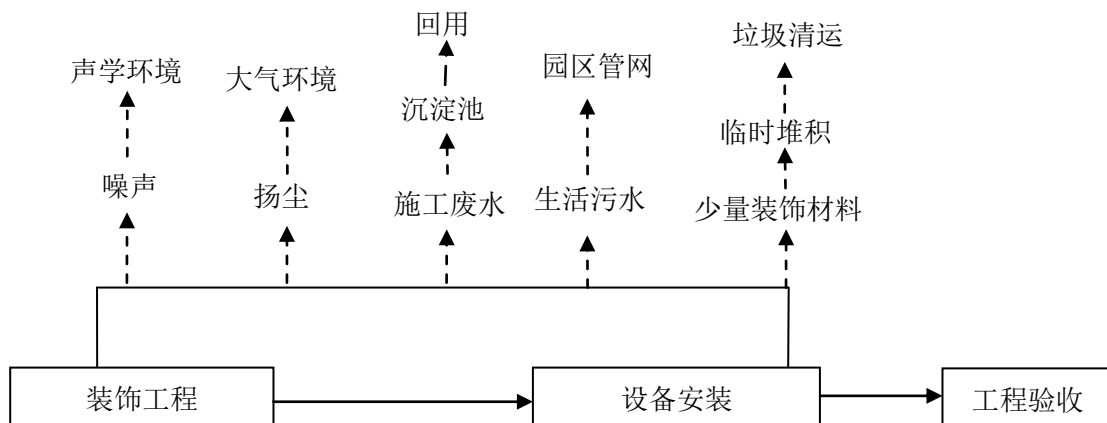 回用
垃圾清运
声学环境
大气环境
园区管网
沉淀池
临时堆积
噪声
扬尘
施工废水
生活污水
少量装饰材料
装饰工程
设备安装
工程验收